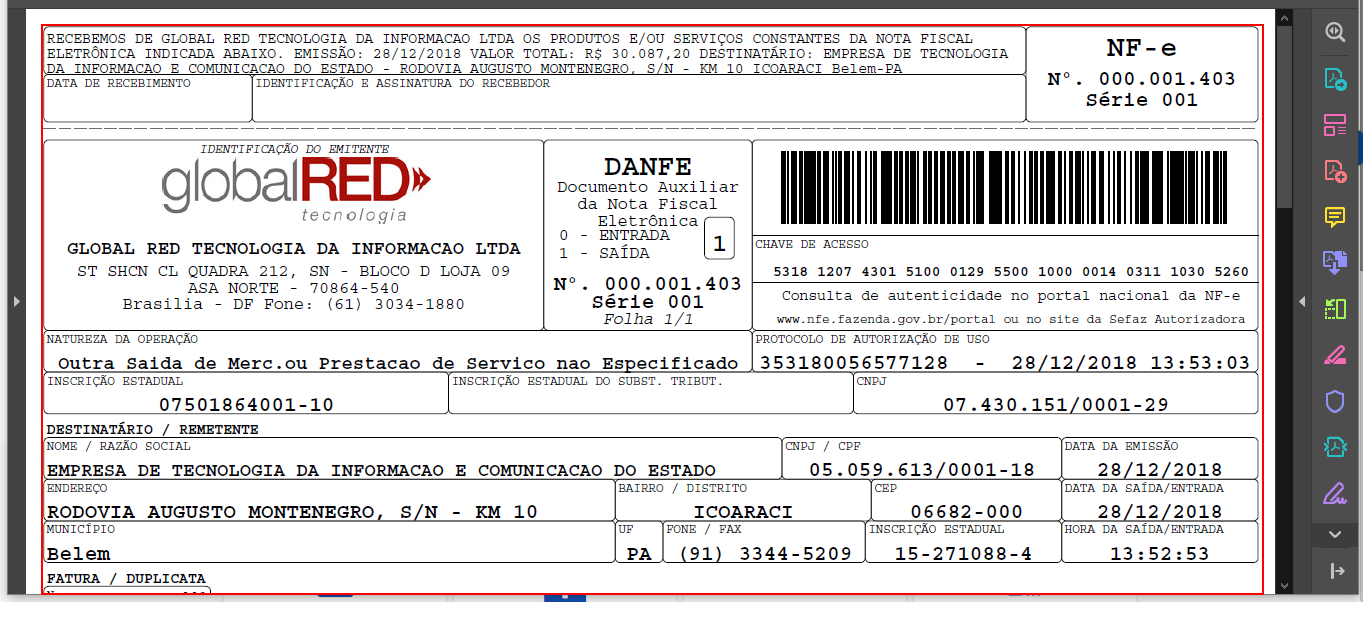 RECEBEMOS DE GLOBAL RED TECNOLOGIA DA INFORMACAO LTDA OS PRODUTOS E/OU SERVIÇOS CONSTANTES DA NOTA FISCAL
ELETRÔNICA INDICADA ABAIXO. EMISSÃO: 28/12/2018 VALOR TOTAL: R$ 30.087,20 DESTINATÁRIO: EMPRESA DE TECNOLOGIA
DA INFORMACAO E COMUNICACAO DO ESTADO - RODOVIA AUGUSTO MONTENEGRO, S/N - KM 10 ICOARACI Belem-PA
DATA DE RECEBIMENTO
IDENTIFICAÇÃO E ASSINATURA DO RECEBEDOR
NF-e
Nº. 000.001.403
Série 001
IDENTIFICAÇÃO DO EMITENTE
globalRED
tecnologia
GLOBAL RED TECNOLOGIA DA INFORMACAO LTDA
ST SHCN CL QUADRA 212, SN - BLOCO D LOJA 09
ASA NORTE - 70864-540
Brasilia - DF Fone: (61) 3034-1880
DANFE
Documento Auxiliar
da Nota Fiscal
Eletrônica
0 - ENTRADA
1 - SAÍDA
1
Nº. 000.001.403
Série 001
Folha 1/1
CHAVE DE ACESSO
5318 1207 4301 5100 0129 5500 1000 0014 0311 1030 5260
Consulta de autenticidade no portal nacional da NF-e
www.nfe.fazenda.gov.br/portal ou no site da Sefaz Autorizadora
NATUREZA DA OPERAÇÃO
Outra Saida de Merc.ou Prestacao de Servico nao Especificado
PROTOCOLO DE AUTORIZAÇÃO DE USO
353180056577128 - 28/12/2018 13:53:03
INSCRIÇÃO ESTADUAL
07501864001-10
INSCRIÇÃO ESTADUAL DO SUBST. TRIBUT.
CNPJ
07.430.151/0001-29
DESTINATÁRIO / REMETENTE
NOME / RAZÃO SOCIAL
EMPRESA DE TECNOLOGIA DA INFORMACAO E COMUNICACAO DO ESTADO
CNPJ / CPF
05.059.613/0001-18
DATA DA EMISSÃO
28/12/2018
ENDEREÇO
RODOVIA AUGUSTO MONTENEGRO, S/N - KM 10
BAIRRO / DISTRITO
ICOARACI
CEP
06682-000
DATA DA SAÍDA/ENTRADA
28/12/2018
MUNICÍPIO
Belem
UF
PA
FONE / FAX
(91) 3344-5209
INSCRIÇÃO ESTADUAL
15-271088-4
HORA DA SAÍDA/ENTRADA
13:52:53
FATURA / DUPLICATA